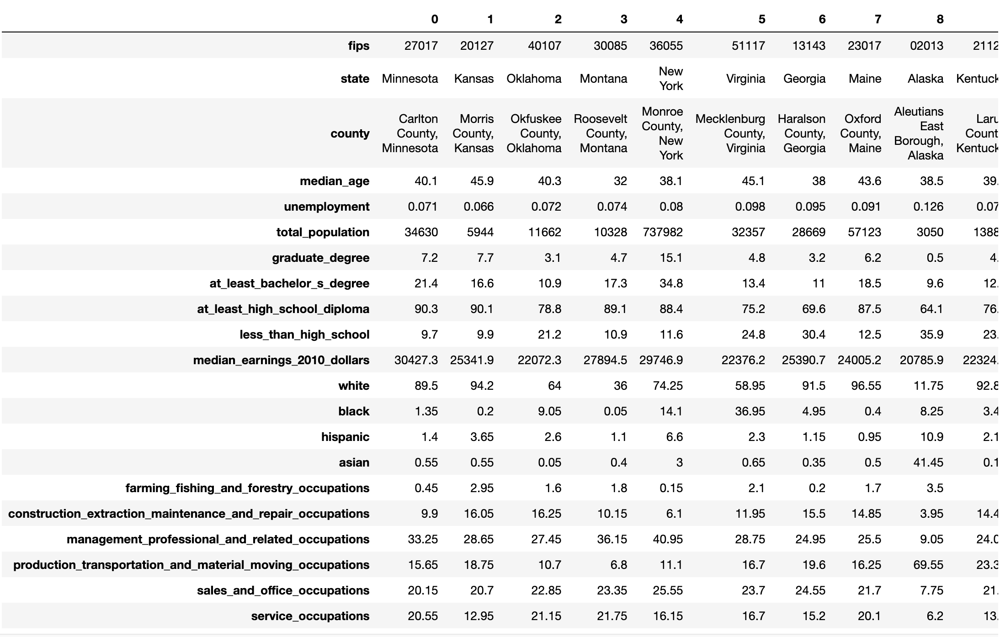 0 1 2 3 4 5 6 7 8
fips 27017 20127 40107 30085 36055 51117 13143 23017 02013 2112
state Minnesota Kansas Oklahoma Montana New York Virginia Georgia Maine Alaska Kentuck
county Carlton County, Minnesota Morris County, Kansas Okfuskee County, Oklahoma Roosevelt County, Montana Monroe County, New York Mecklenburg County, Virginia Haralson County, Georgia Oxford County, Maine Aleutians East Borough, Alaska Laru Count Kentuck
median_age 40.1 45.9 40.3 32 38.1 45.1 38 43.6 38.5 39.
unemployment 0.071 0.066 0.072 0.074 0.08 0.098 0.095 0.091 0.126 0.07
total_population 34630 5944 11662 10328 737982 32357 28669 57123 3050 1388
graduate_degree 7.2 7.7 3.1 4.7 15.1 4.8 3.2 6.2 0.5 4.
at_least_bachelor_s_degree 21.4 16.6 10.9 17.3 34.8 13.4 11 18.5 9.6 12.
at_least_high_school_diploma 90.3 90.1 78.8 89.1 88.4 75.2 69.6 87.5 64.1 76.
less_than_high_school 9.7 9.9 21.2 10.9 11.6 24.8 30.4 12.5 35.9 23.
median_earnings_2010_dollars 30427.3 25341.9 22072.3 27894.5 29746.9 22376.2 25390.7 24005.2 20785.9 22324.
white 89.5 94.2 64 36 74.25 58.95 91.5 96.55 11.75 92.8
black 1.35 0.2 9.05 0.05 14.1 36.95 4.95 0.4 8.25 3.4
hispanic 1.4 3.65 2.6 1.1 6.6 2.3 1.15 0.95 10.9 2.1
asian 0.55 0.55 0.05 0.4 3 0.65 0.35 0.5 41.45 0.1
farming_fishing_and_forestry_occupations 0.45 2.95 1.6 1.8 0.15 2.1 0.2 1.7 3.5
construction_extraction_maintenance_and_repair_occupations 9.9 16.05 16.25 10.15 6.1 11.95 15.5 14.85 3.95 14.4
management_professional_and_related_occupations 33.25 28.65 27.45 36.15 40.95 28.75 24.95 25.5 9.05 24.0
production_transportation_and_material_moving_occupations 15.65 18.75 10.7 6.8 11.1 16.7 19.6 16.25 69.55 23.3
sales_and_office_occupations 20.15 20.7 22.85 23.35 25.55 23.7 24.55 21.7 7.75 21.
service_occupations 20.55 12.95 21.15 21.75 16.15 16.7 15.2 20.1 6.2 13.